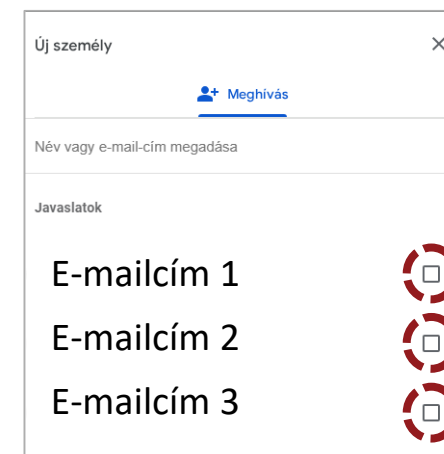 Új személy
Meghívás
Név vagy e-mail-cím megadása
Javaslatok
E-mailcím 1
E-mailcím 2
E-mailcím 3